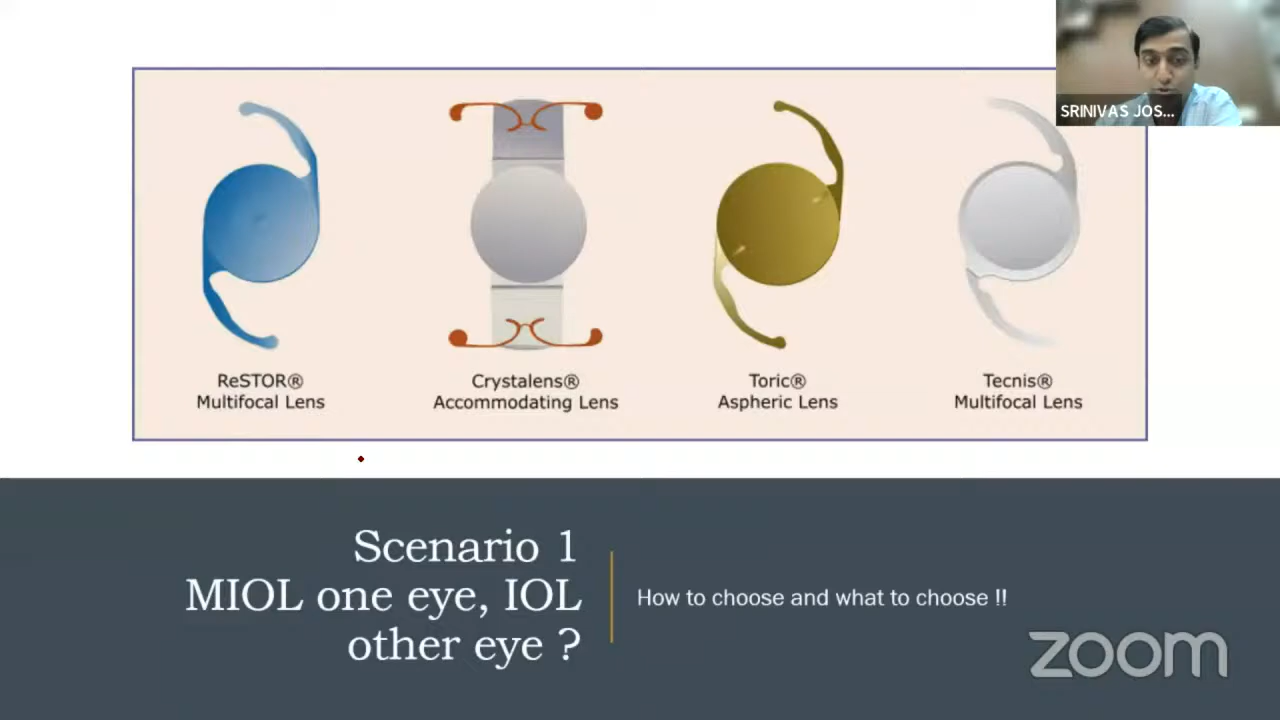 SRINIVAS JOS...
ReSTOR®
Multifocal Lens
Crystalens®
Accommodating Lens
Toric®
Aspheric Lens
Tecnis®
Multifocal Lens
Scenario 1
MIOL one eye, IOL
other eye ?
How to choose and what to choose !!
zoom